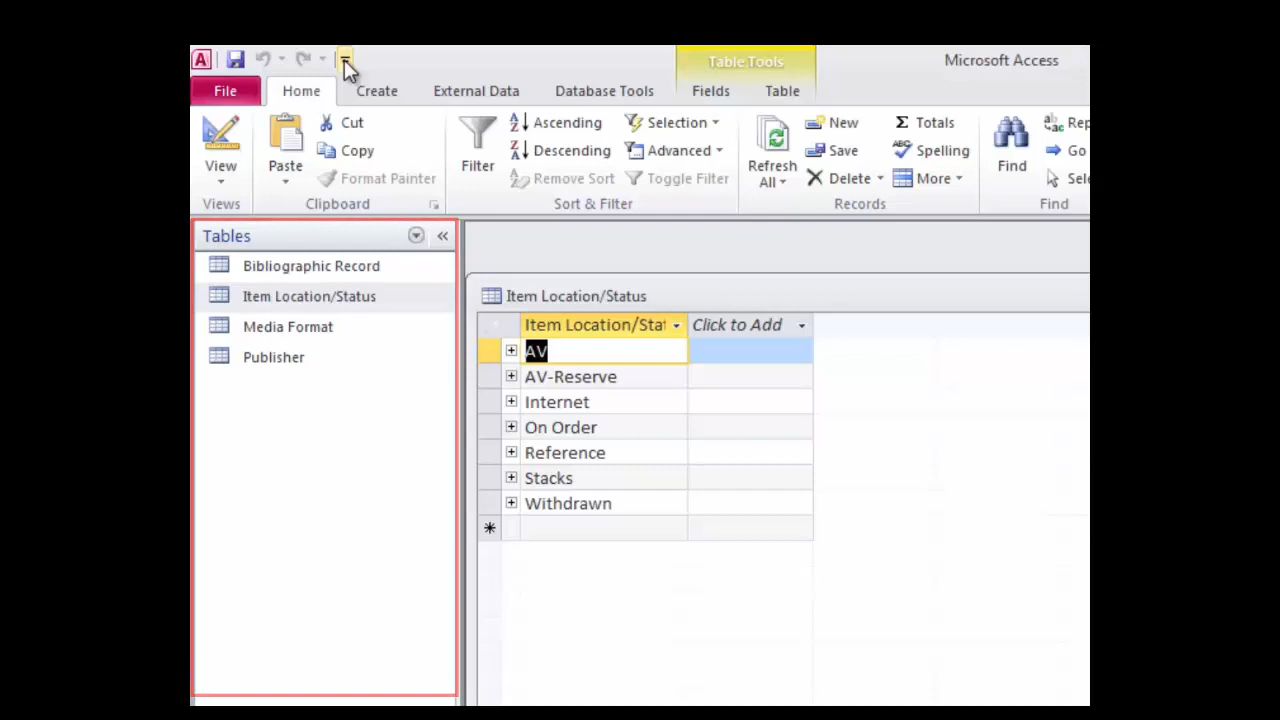 A
Table Tools
Microsoft Access
File Home Create External Data Database Tools Fields Table
Cut
Copy
Format Painter
View
Paste
Filter
Ascending
Descending
Remove Sort
Selection
Advanced
Toggle Filter
Refresh
All
New
Save
Delete
Totals
Spelling
More
Find
Rep
Go
Sel
Views Clipboard Sort & Filter Records Find
Tables
Bibliographic Record
Item Location/Status
Media Format
Publisher
Item Location/Status
Item Location/Stat Click to Add
AV
AV-Reserve
Internet
On Order
Reference
Stacks
Withdrawn